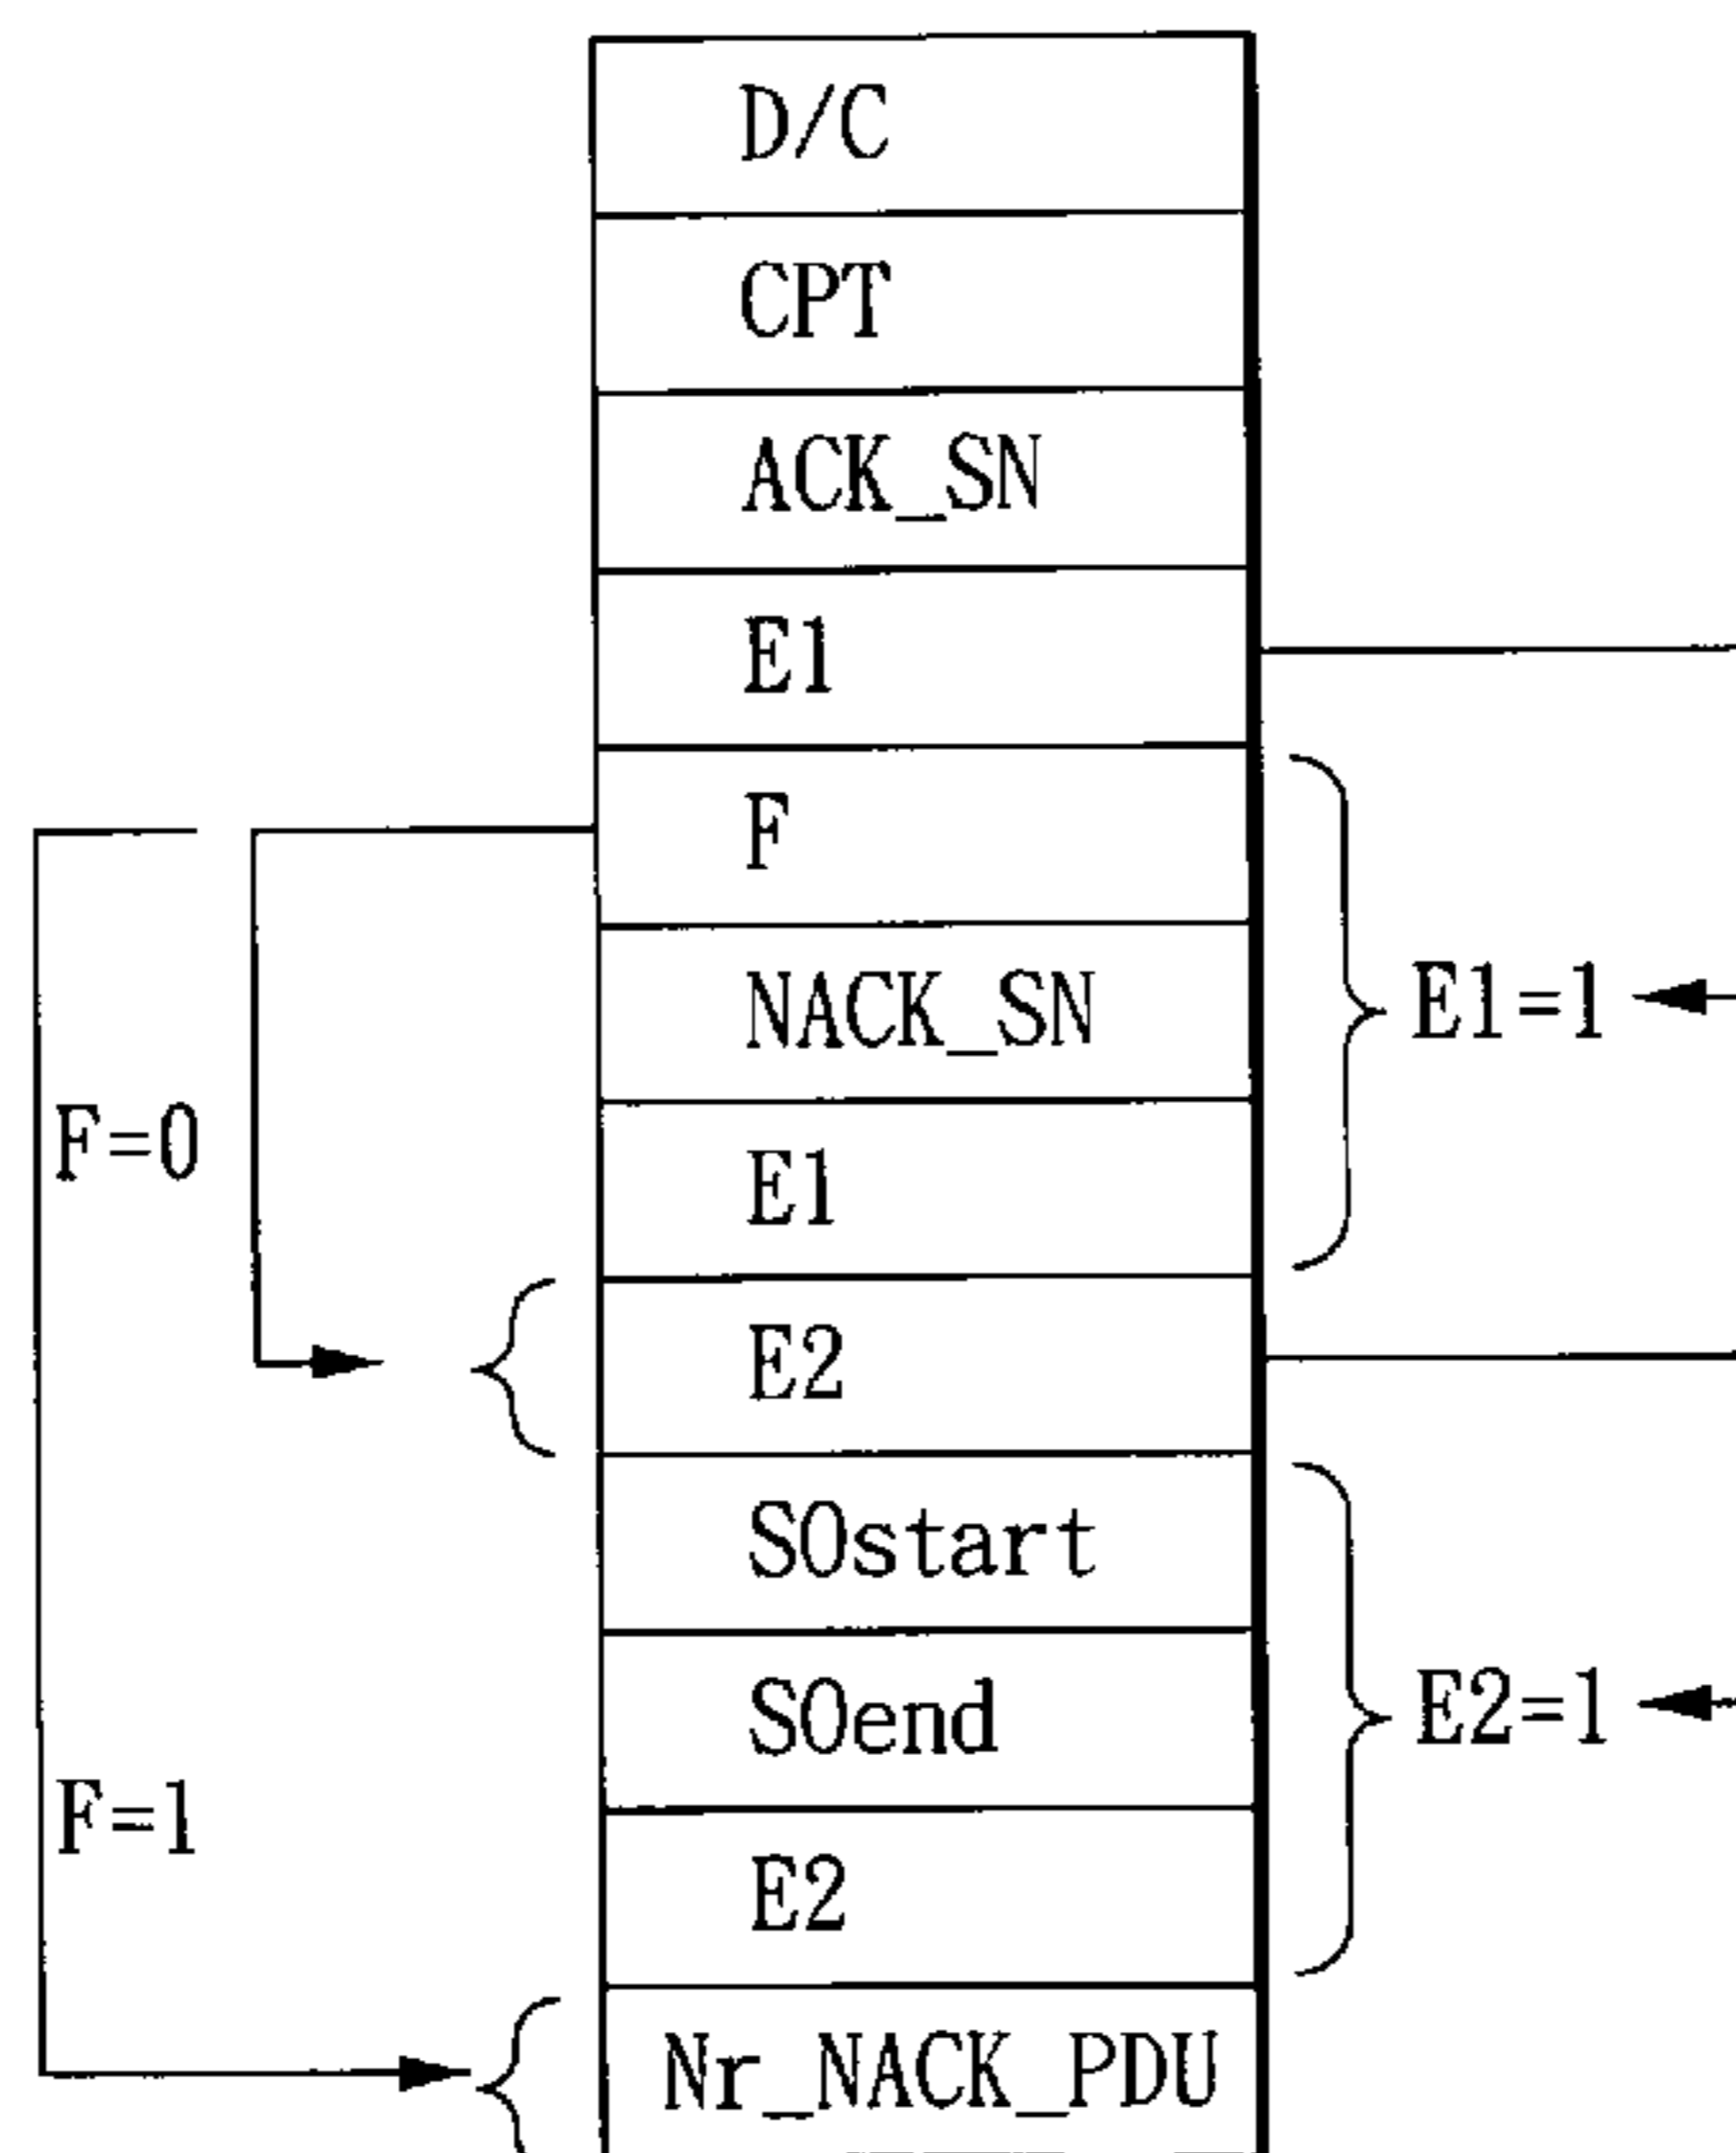 D/C
CPT
ACK_SN
E1
F
NACK_SN
E1=1
F=0
E1
E2
SOstart
SOend
E2=1
F=1
E2
Nr_NACK_PDU